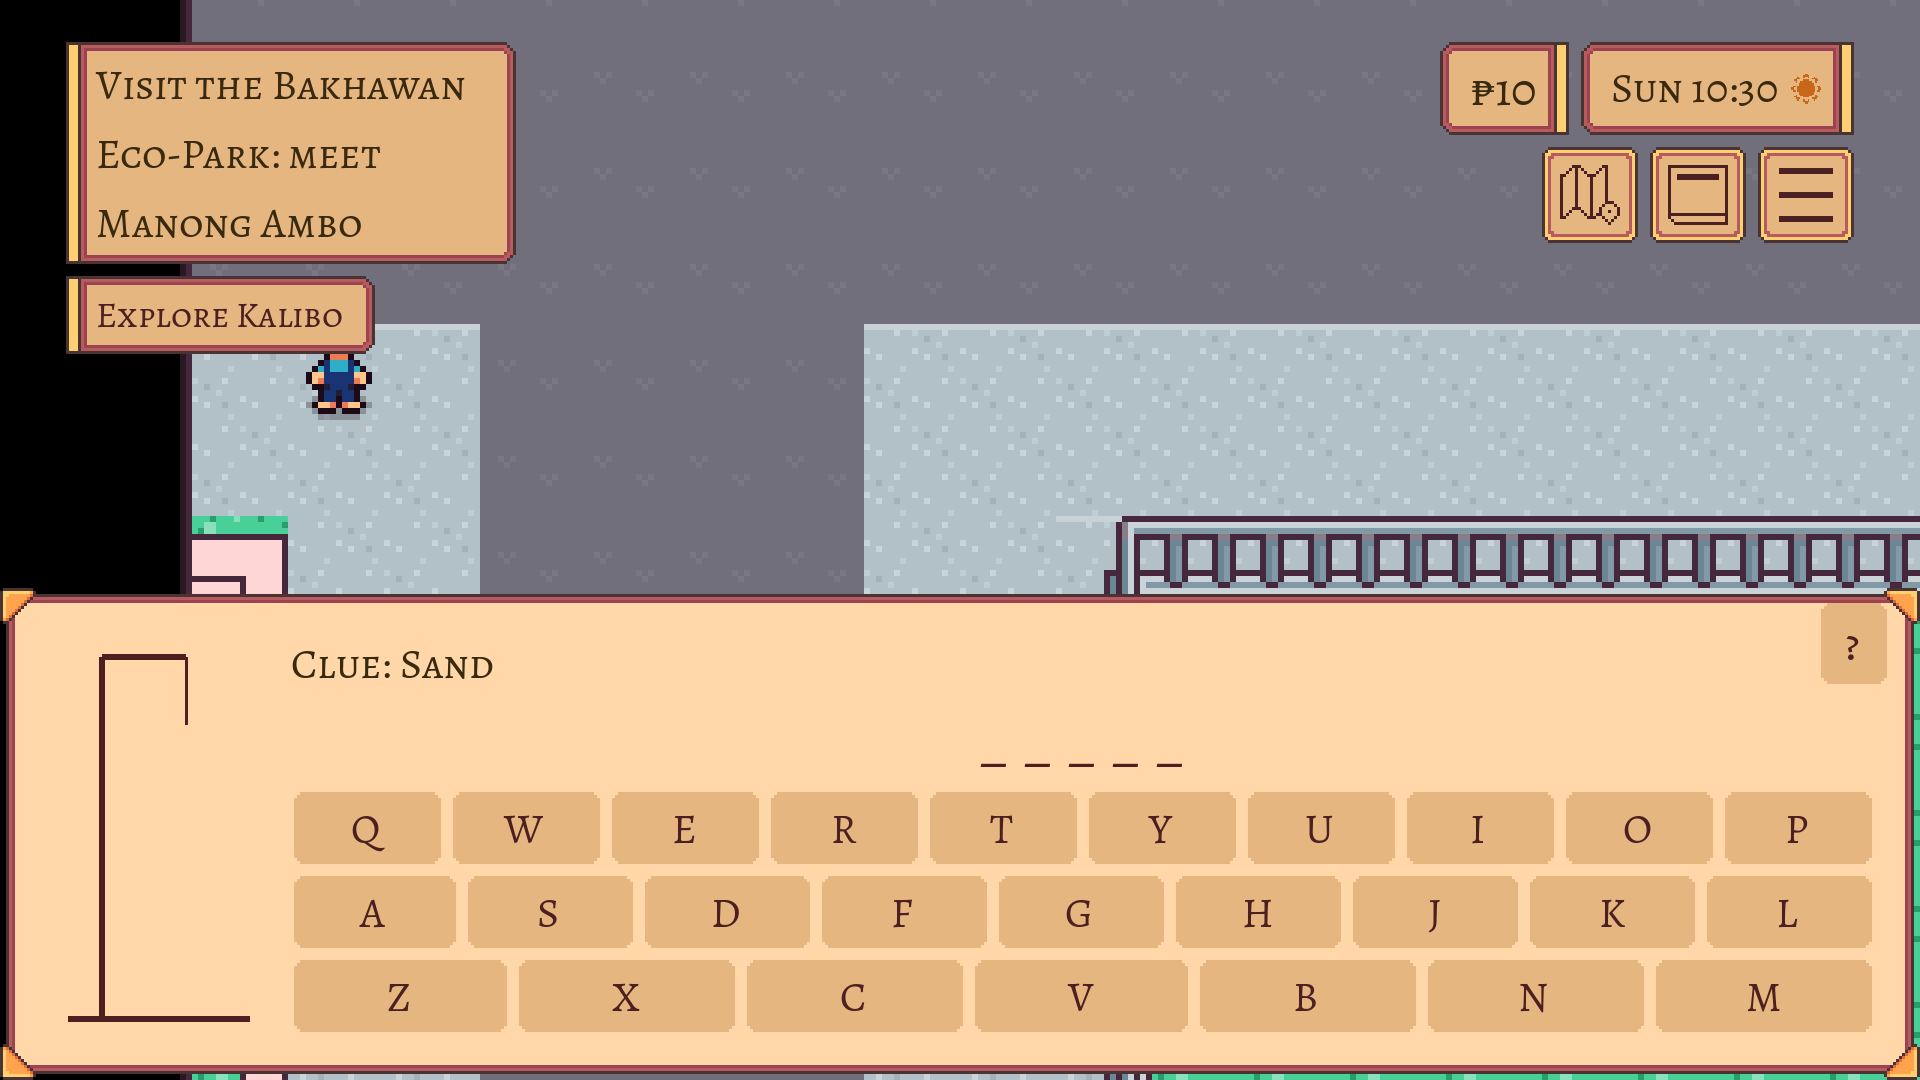 Visit the Bakhawan
Eco-Park: meet
Manong Ambo
Explore Kalibo
₱10
Sun 10:30
Clue: Sand
?
_ _ _ _ _
Q W E R T Y U I O P
A S D F G H J K L
Z X C V B N M